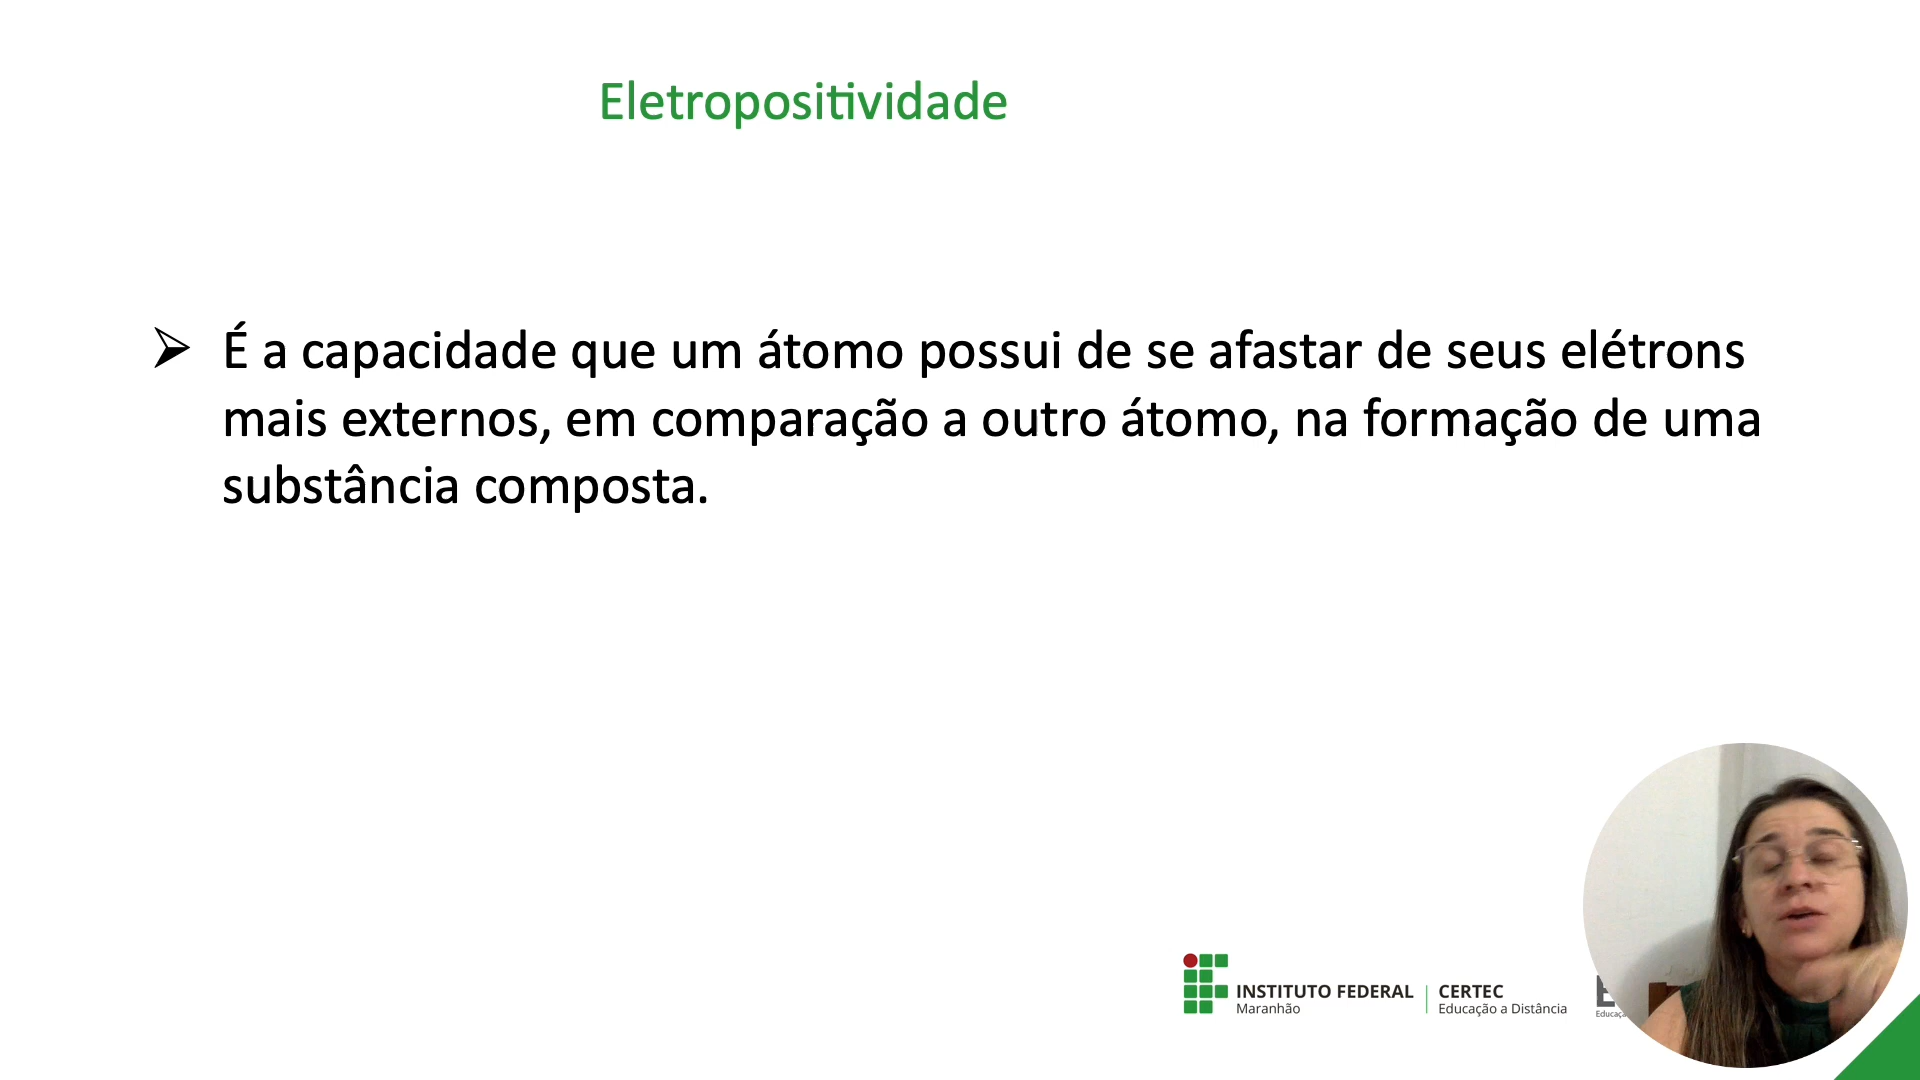 Eletropositividade
É a capacidade que um átomo possui de se afastar de seus elétrons
mais externos, em comparação a outro átomo, na formação de uma
substância composta.
INSTITUTO FEDERAL
Maranhão
CERTEC
Educação a Distância